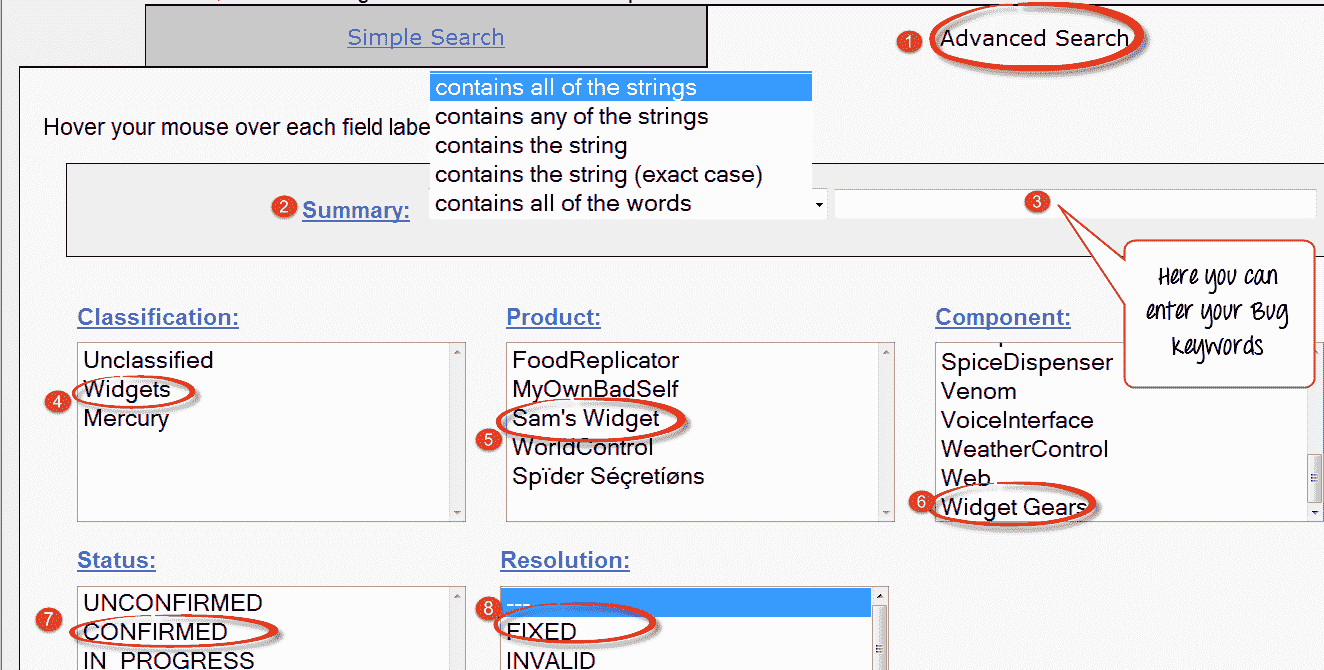 Simple Search
1 Advanced Search
contains all of the strings
contains any of the strings
contains the string
contains the string (exact case)
contains all of the words
Hover your mouse over each field labe
2 Summary:
3
Here you can
enter your Bug
keywords
Classification:
Unclassified
4 Widgets
Mercury
Product:
FoodReplicator
MyOwnBadSelf
5 Sam's Widget
WorldControl
Spïdєr Séçretíøns
Component:
SpiceDispenser
Venom
VoiceInterface
WeatherControl
Web
6 Widget Gears
Status:
UNCONFIRMED
7 CONFIRMED
IN_PROGRESS
Resolution:
8 ---
FIXED
INVALID